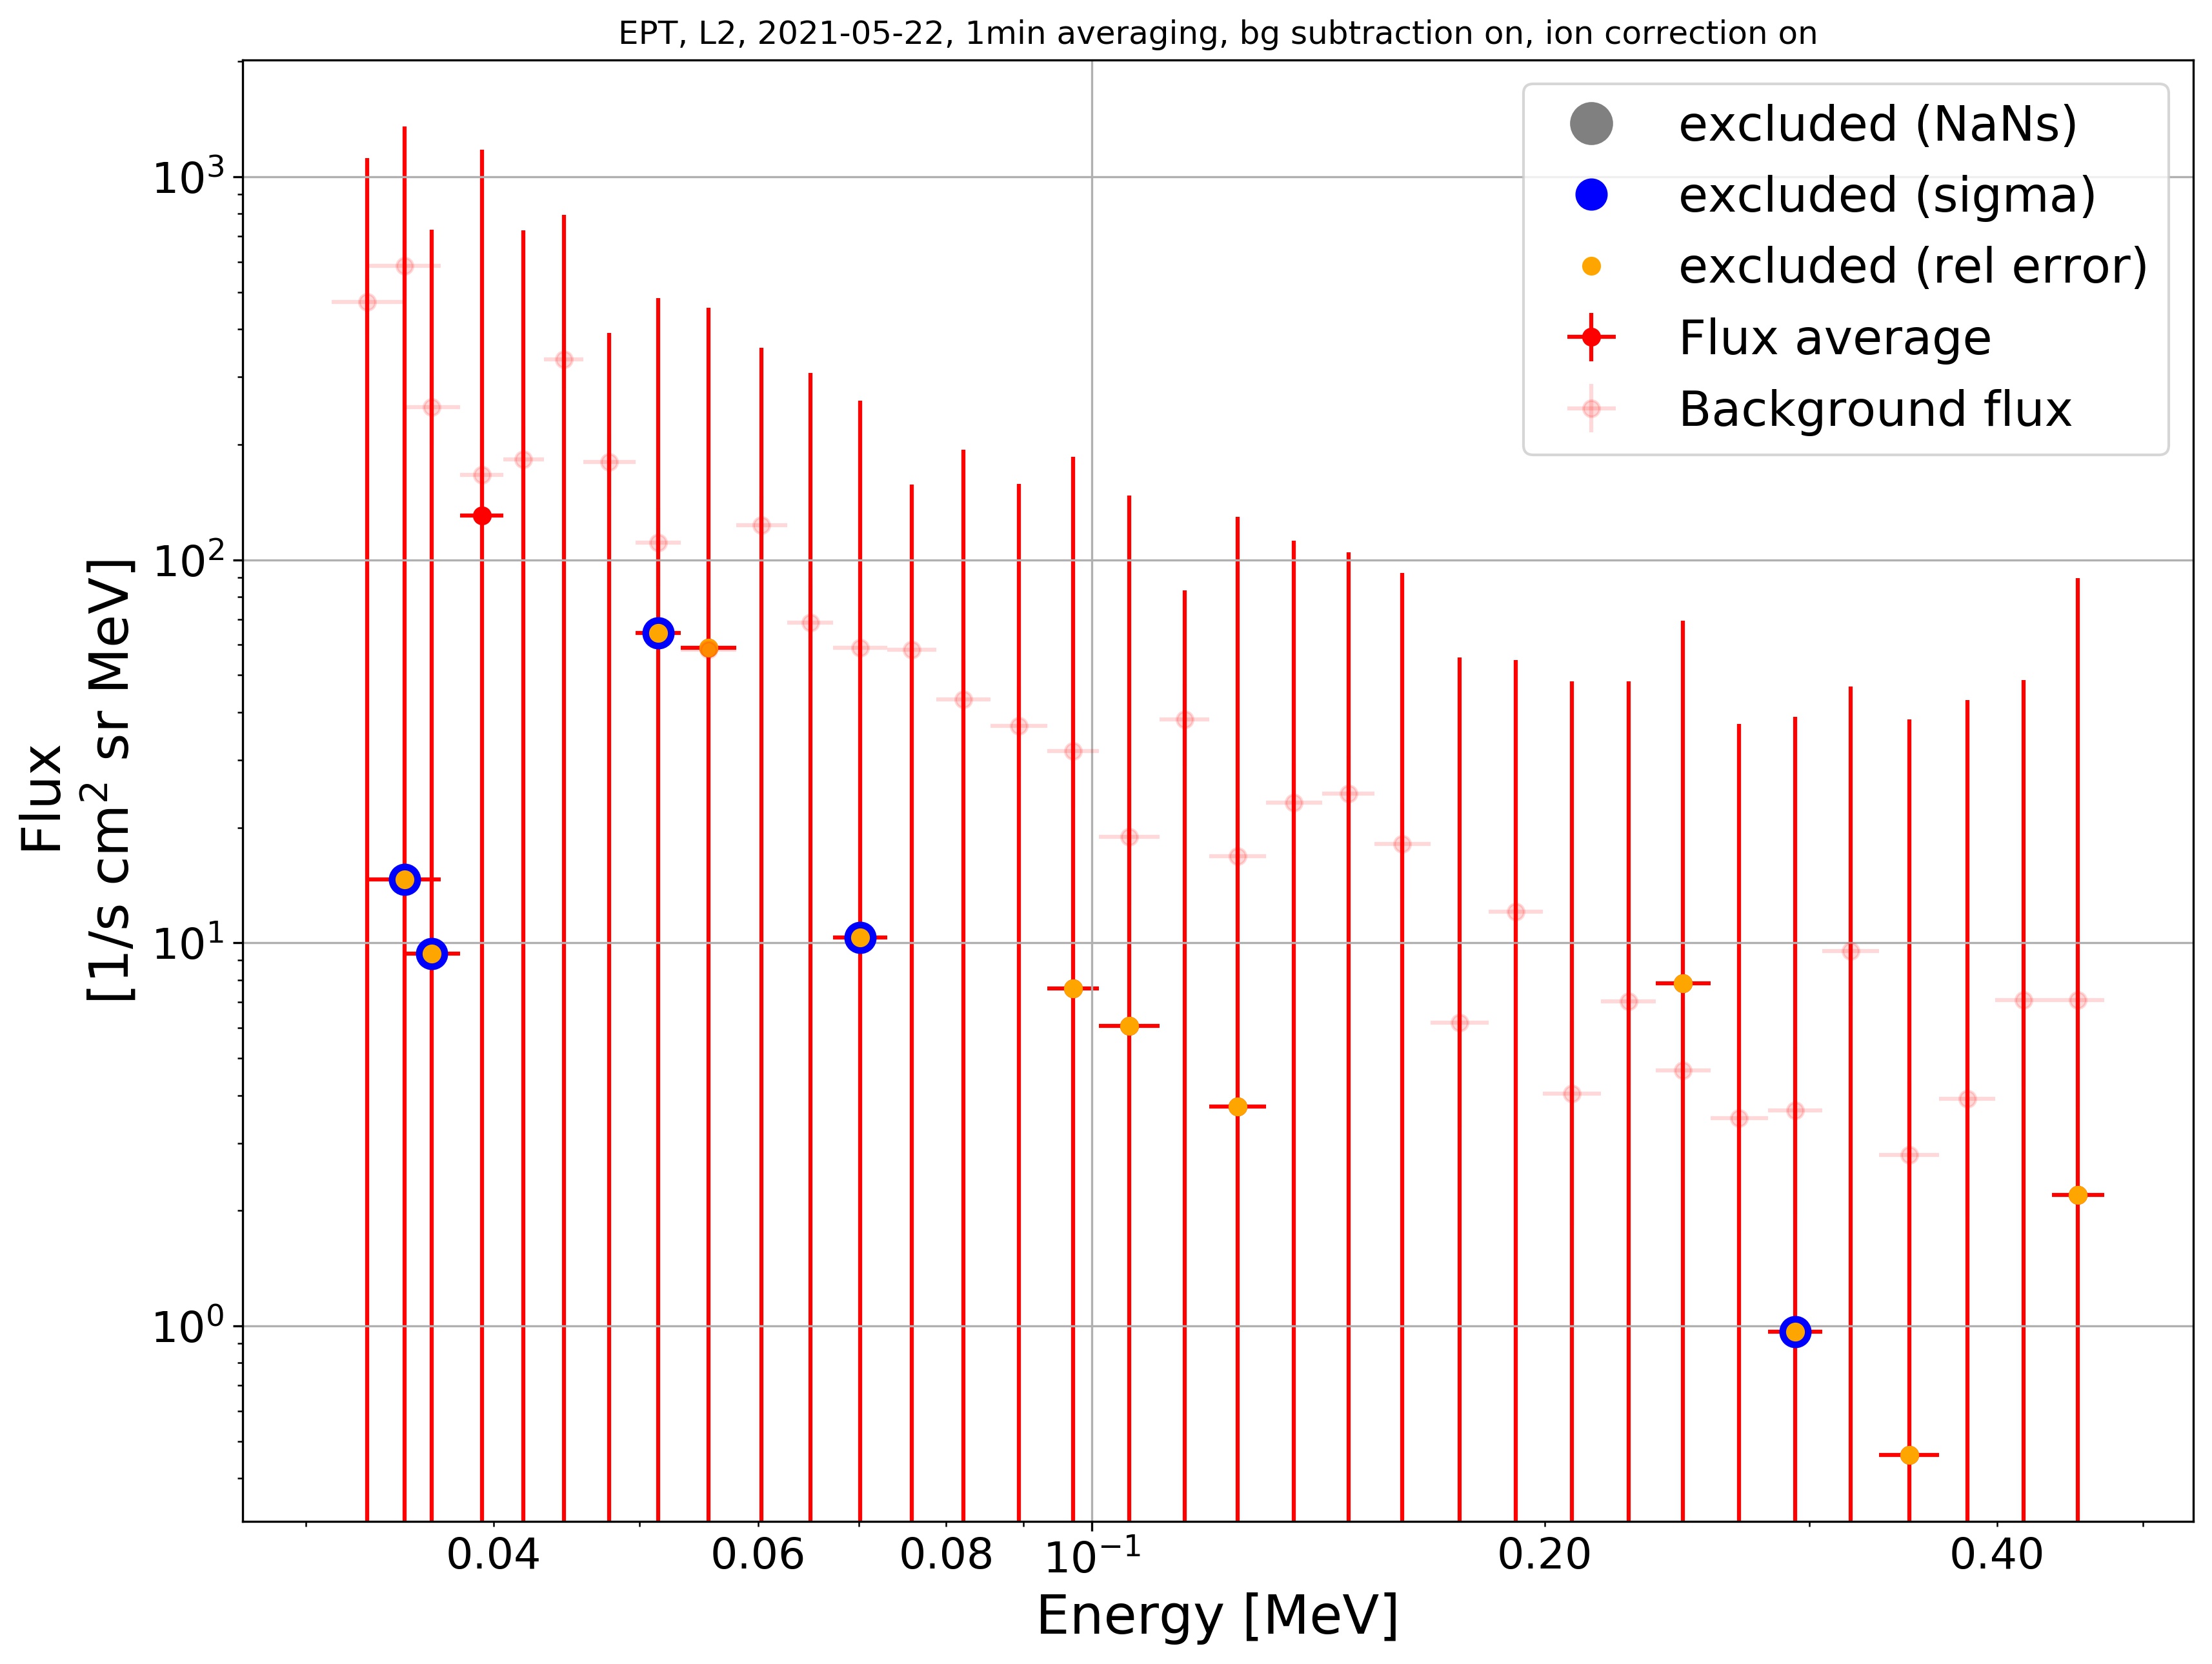 EPT, L2, 2021-05-22, 1min averaging, bg subtraction on, ion correction on
excluded (NaNs)
excluded (sigma)
excluded (rel error)
Flux average
Background flux
Flux
[1/s cm² sr MeV]
10³
10²
10¹
10⁰
0.04
0.06
0.08
10⁻¹
0.20
0.40
Energy [MeV]